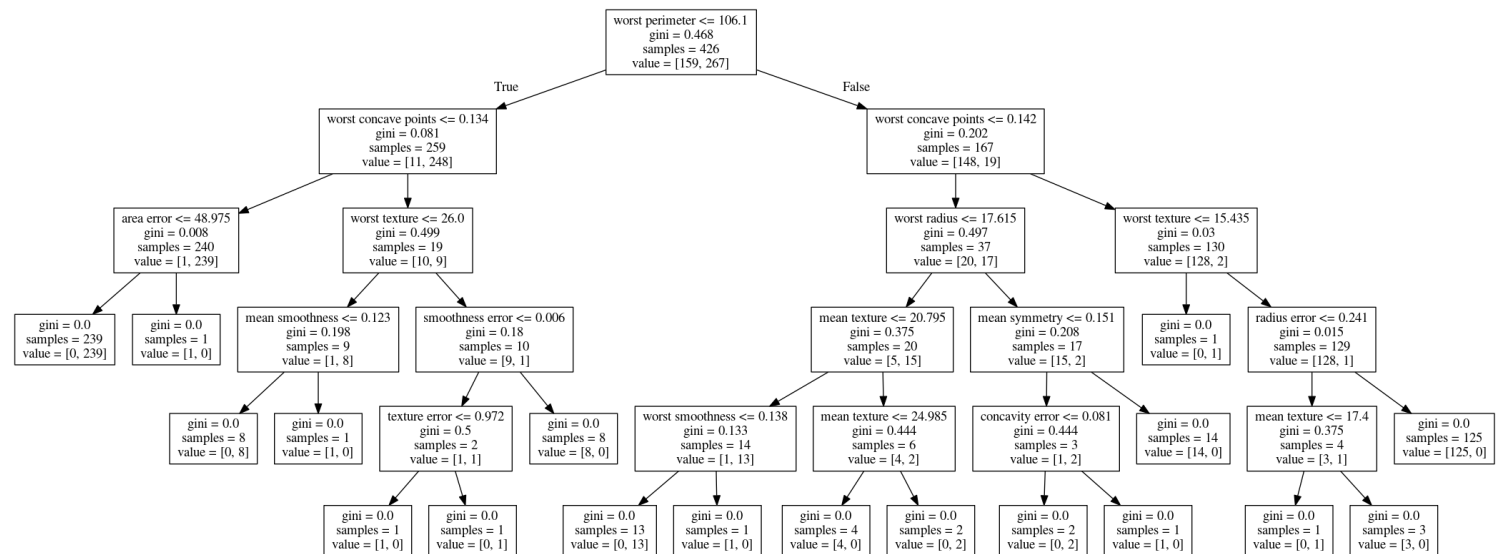 worst perimeter <= 106.1
gini = 0.468
samples = 426
value = [159, 267]
True
False
worst concave points <= 0.134
gini = 0.081
samples = 259
value = [11, 248]
worst concave points <= 0.142
gini = 0.202
samples = 167
value = [148, 19]
area error <= 48.975
gini = 0.008
samples = 240
value = [1, 239]
worst texture <= 26.0
gini = 0.499
samples = 19
value = [10, 9]
worst radius <= 17.615
gini = 0.497
samples = 37
value = [20, 17]
worst texture <= 15.435
gini = 0.03
samples = 130
value = [128, 2]
gini = 0.0
samples = 239
value = [0, 239]
gini = 0.0
samples = 1
value = [1, 0]
mean smoothness <= 0.123
gini = 0.198
samples = 9
value = [1, 8]
smoothness error <= 0.006
gini = 0.18
samples = 10
value = [9, 1]
mean texture <= 20.795
gini = 0.375
samples = 20
value = [5, 15]
mean symmetry <= 0.151
gini = 0.208
samples = 17
value = [15, 2]
gini = 0.0
samples = 1
value = [0, 1]
radius error <= 0.241
gini = 0.015
samples = 129
value = [128, 1]
gini = 0.0
samples = 8
value = [0, 8]
gini = 0.0
samples = 1
value = [1, 0]
texture error <= 0.972
gini = 0.5
samples = 2
value = [1, 1]
gini = 0.0
samples = 8
value = [8, 0]
worst smoothness <= 0.138
gini = 0.133
samples = 14
value = [1, 13]
mean texture <= 24.985
gini = 0.444
samples = 6
value = [4, 2]
concavity error <= 0.081
gini = 0.444
samples = 3
value = [1, 2]
gini = 0.0
samples = 14
value = [14, 0]
mean texture <= 17.4
gini = 0.375
samples = 4
value = [3, 1]
gini = 0.0
samples = 125
value = [125, 0]
gini = 0.0
samples = 1
value = [1, 0]
gini = 0.0
samples = 1
value = [0, 1]
gini = 0.0
samples = 13
value = [0, 13]
gini = 0.0
samples = 1
value = [1, 0]
gini = 0.0
samples = 4
value = [4, 0]
gini = 0.0
samples = 2
value = [0, 2]
gini = 0.0
samples = 2
value = [0, 2]
gini = 0.0
samples = 1
value = [1, 0]
gini = 0.0
samples = 1
value = [0, 1]
gini = 0.0
samples = 3
value = [3, 0]